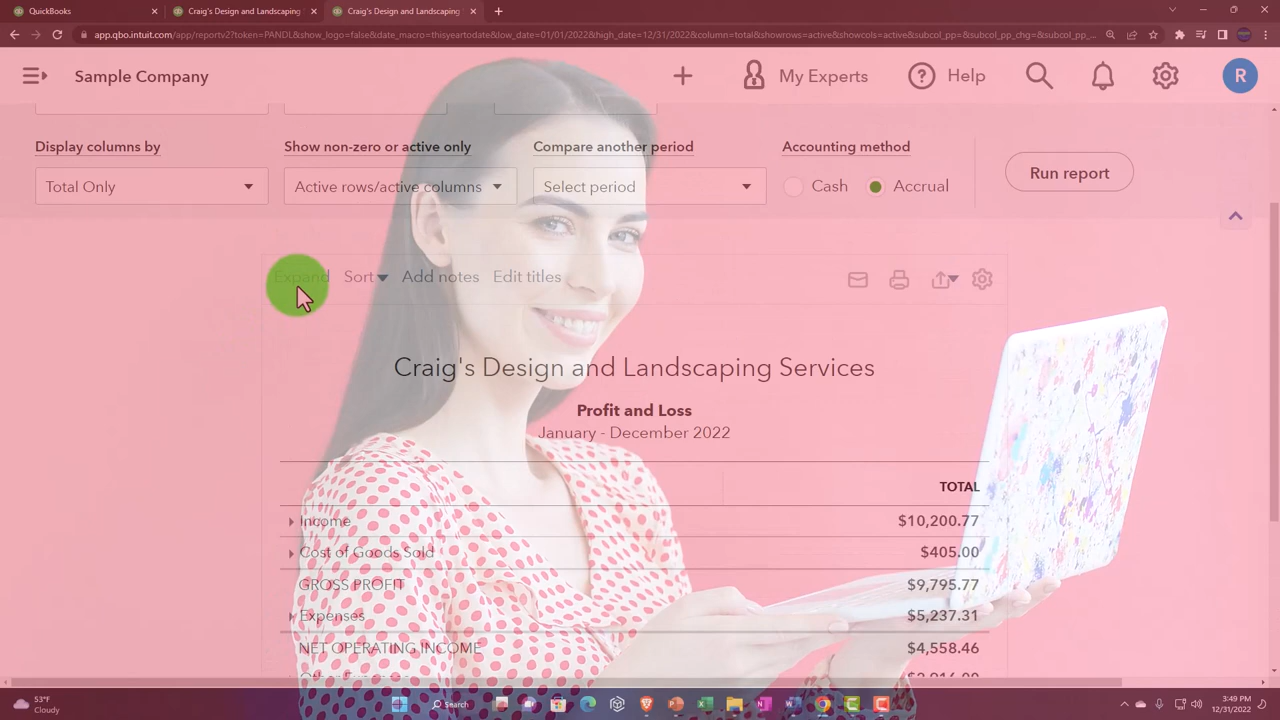 QuickBooks
Craig's Design and Landscaping
Craig's Design and Landscaping
app.qbo.intuit.com/app/reportv2?token=PANDL&show_logo=false&date_macro=thisyeartodate&low_date=01/01/2022&high_date=12/31/2022&column=total&showrows=active&showcols=active&subcol_pp=&subcol_pp_chg=&subcol_pp_...
Sample Company
My Experts
Help
R
Display columns by
Show non-zero or active only
Compare another period
Accounting method
Total Only
Active rows/active columns
Select period
Cash
Accrual
Run report
Expand Sort Add notes Edit titles
Craig's Design and Landscaping Services
Profit and Loss
January - December 2022
TOTAL
Income $10,200.77
Cost of Goods Sold $405.00
GROSS PROFIT $9,795.77
Expenses $5,237.31
NET OPERATING INCOME $4,558.46
53°F
Cloudy
Search
3:49 PM
12/31/2022